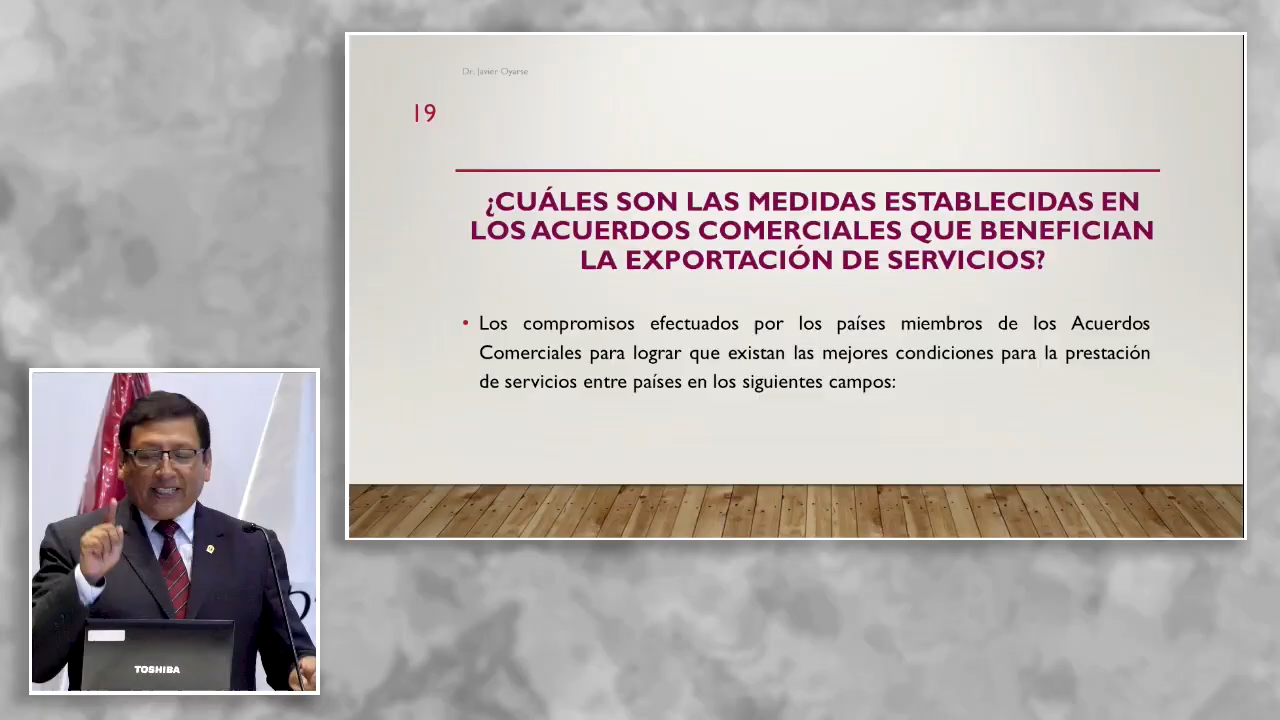 Dr. Javier Oyarse
19
¿CUÁLES SON LAS MEDIDAS ESTABLECIDAS EN
LOS ACUERDOS COMERCIALES QUE BENEFICIAN
LA EXPORTACIÓN DE SERVICIOS?
• Los compromisos efectuados por los países miembros de los Acuerdos
Comerciales para lograr que existan las mejores condiciones para la prestación
de servicios entre países en los siguientes campos:
TOSHIBA